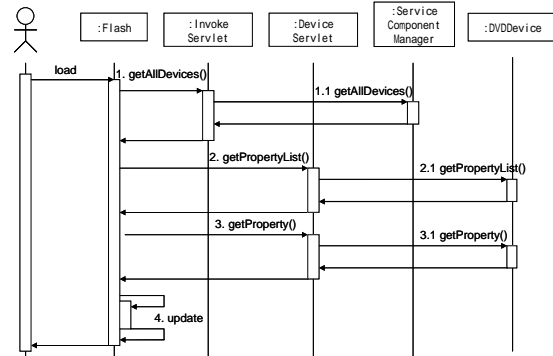 :Flash
:Invoke
Servlet
:Device
Servlet
:Service
Component
Manager
:DVDDevice
load
1. getAllDevices()
1.1 getAllDevices()
2. getPropertyList()
2.1 getPropertyList()
3. getProperty()
3.1 getProperty()
4. update